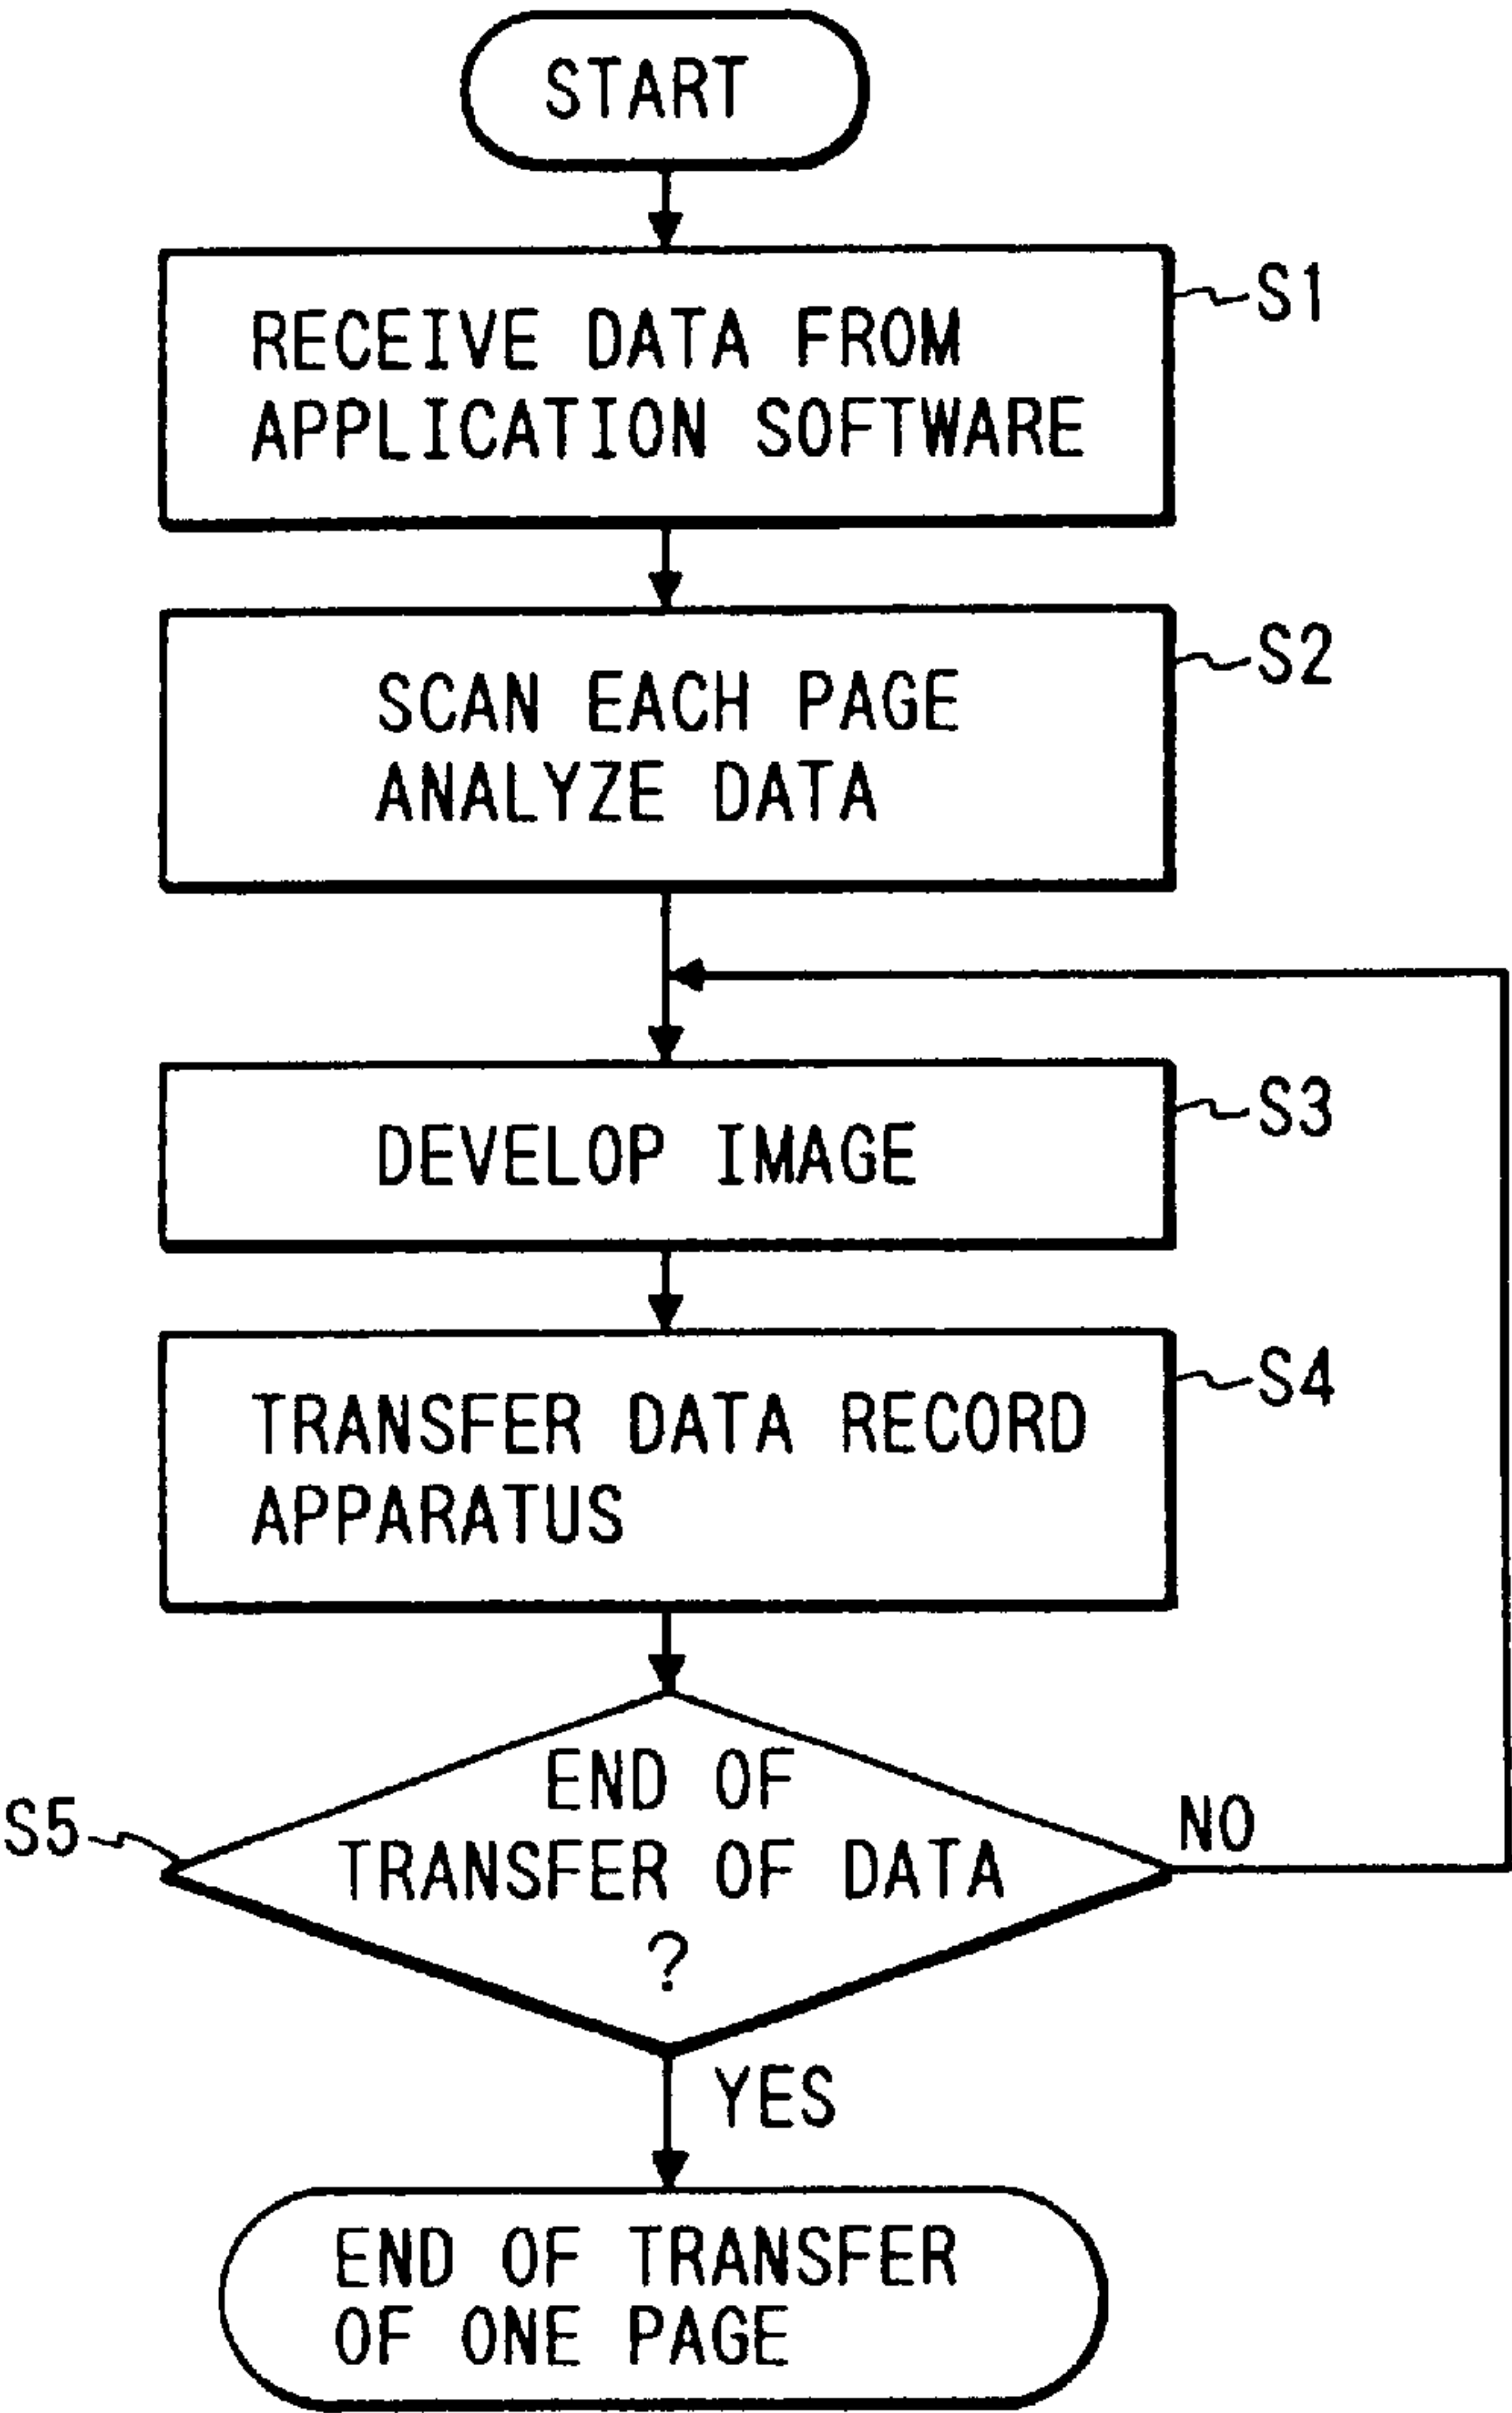 START
RECEIVE DATA FROM
APPLICATION SOFTWARE
S1
SCAN EACH PAGE
ANALYZE DATA
S2
DEVELOP IMAGE
S3
TRANSFER DATA RECORD
APPARATUS
S4
END OF
TRANSFER OF DATA
?
S5
NO
YES
END OF TRANSFER
OF ONE PAGE